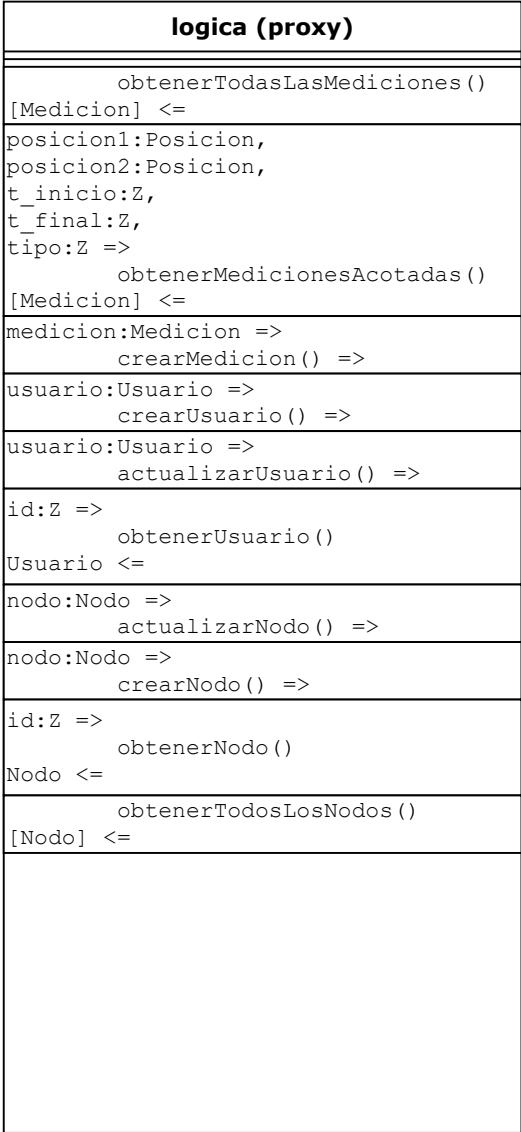 logica (proxy)
obtenerTodasLasMediciones()
[Medicion] <=
posicion1:Posicion,
posicion2:Posicion,
t_inicio:Z,
t_final:Z,
tipo:Z =>
obtenerMedicionesAcotadas()
[Medicion] <=
medicion:Medicion =>
crearMedicion() =>
usuario:Usuario =>
crearUsuario() =>
usuario:Usuario =>
actualizarUsuario() =>
id:Z =>
obtenerUsuario()
Usuario <=
nodo:Nodo =>
actualizarNodo() =>
nodo:Nodo =>
crearNodo() =>
id:Z =>
obtenerNodo()
Nodo <=
obtenerTodosLosNodos()
[Nodo] <=